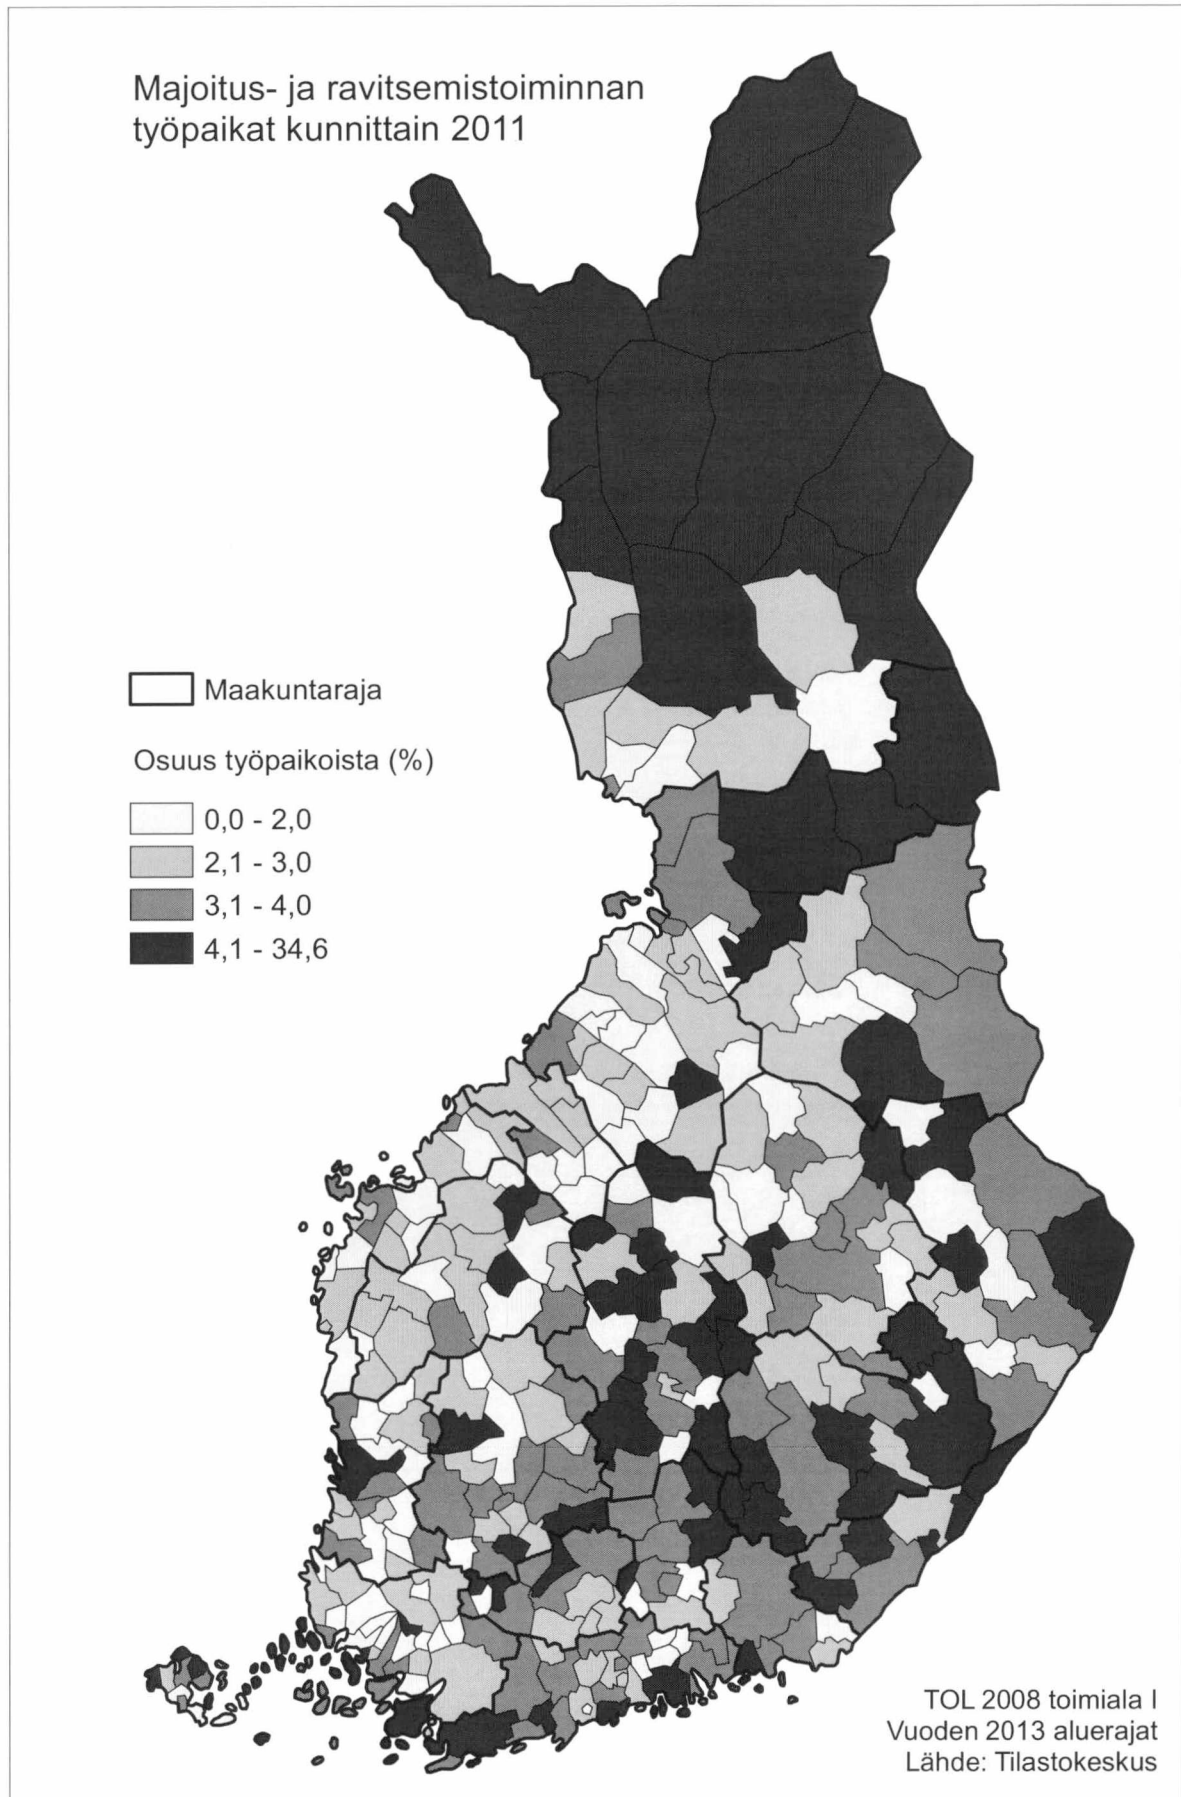 Majoitus- ja ravitsemistoiminnan
työpaikat kunnittain 2011
Maakuntaraja
Osuus työpaikoista (%)
0,0 - 2,0
2,1 - 3,0
3,1 - 4,0
4,1 - 34,6
TOL 2008 toimiala I
Vuoden 2013 aluerajat
Lähde: Tilastokeskus